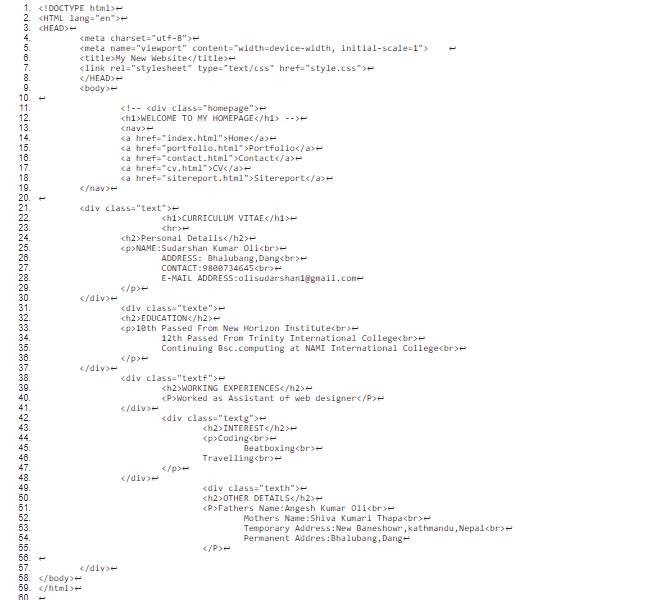 1. <!DOCTYPE html>↩
2. <HTML lang="en">↩
3. <HEAD>↩
4. <meta charset="utf-8">↩
5. <meta name="viewport" content="width=device-width, initial-scale=1"> ↩
6. <title>My New Website</title>↩
7. <link rel="stylesheet" type="text/css" href="style.css">↩
8. </HEAD>↩
9. <body>↩
10. ↩
11. <!-- <div class="homepage">↩
12. <h1>WELCOME TO MY HOMEPAGE</h1> -->↩
13. <nav>↩
14. <a href="index.html">Home</a>↩
15. <a href="portfolio.html">Portfolio</a>↩
16. <a href="contact.html">Contact</a>↩
17. <a href="cv.html">CV</a>↩
18. <a href="sitereport.html">Sitereport</a>↩
19. </nav>↩
20. ↩
21. <div class="text">↩
22. <h1>CURRICULUM VITAE</h1>↩
23. <hr>↩
24. <h2>Personal Details</h2>↩
25. <p>NAME:Sudarshan Kumar Oli<br>↩
26. ADDRESS: Bhalubang,Dang<br>↩
27. CONTACT:9800734645<br>↩
28. E-MAIL ADDRESS:olisudarshan1@gmail.com↩
29. </p>↩
30. </div>↩
31. <div class="texte">↩
32. <h2>EDUCATION</h2>↩
33. <p>10th Passed From New Horizon Institute<br>↩
34. 12th Passed From Trinity International College<br>↩
35. Continuing Bsc.computing at NAMI International College<br>↩
36. </p>↩
37. </div>↩
38. <div class="textf">↩
39. <h2>WORKING EXPERIENCES</h2>↩
40. <P>Worked as Assistant of web designer</P>↩
41. </div>↩
42. <div class="textg">↩
43. <h2>INTEREST</h2>↩
44. <p>Coding<br>↩
45. Beatboxing<br>↩
46. Travelling<br>↩
47. </p>↩
48. </div>↩
49. <div class="texth">↩
50. <h2>OTHER DETAILS</h2>↩
51. <P>Fathers Name:Angesh Kumar Oli<br>↩
52. Mothers Name:Shiva Kumari Thapa<br>↩
53. Temporary Address:New Baneshowr,kathmandu,Nepal<br>↩
54. Permanent Addres:Bhalubang,Dang↩
55. </P>↩
56. ↩
57. </div>↩
58. </body>↩
59. </html>↩
60. ↩